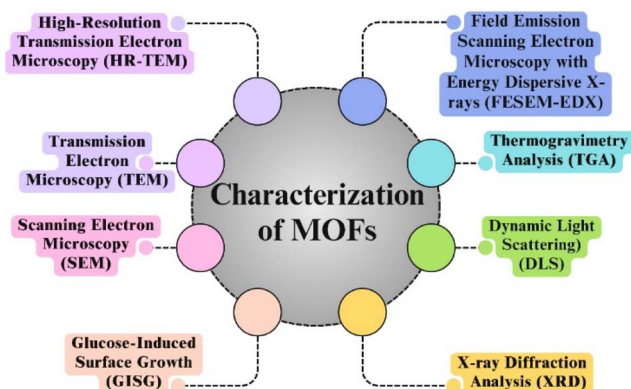 High-Resolution
Transmission Electron
Microscopy (HR-TEM)
Field Emission
Scanning Electron
Microscopy with
Energy Dispersive X-
rays (FESEM-EDX)
Transmission
Electron
Microscopy (TEM)
Thermogravimetry
Analysis (TGA)
Characterization
of MOFs
Scanning Electron
Microscopy
(SEM)
Dynamic Light
Scattering)
(DLS)
Glucose-Induced
Surface Growth
(GISG)
X-ray Diffraction
Analysis (XRD)